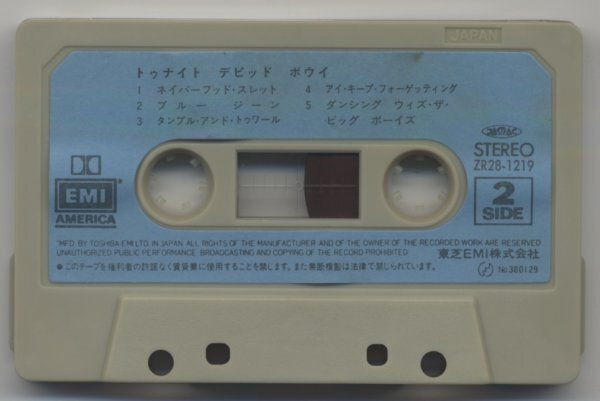 JAPAN
トゥナイト デビッド ボウイ
1 ネイバーフッド・スレット
2 ブルー ジーン
3 タンブル・アンド・トゥワール
4 アイ・キープ・フォーゲッティング
5 ダンシング ウィズ・ザ・
ビッグ ボーイズ
JASRAC
STEREO
ZR28-1219
2
SIDE
EMI
AMERICA
"MFD BY TOSHIBA-EMI LTD IN JAPAN. ALL RIGHTS OF THE MANUFACTURER AND OF THE OWNER OF THE RECORDED WORK ARE RESERVED
UNAUTHORIZED PUBLIC PERFORMANCE BROADCASTING AND COPYING OF THE RECORD PROHIBITED
東芝EMI株式会社
●このテープを権利者の許諾なく賃貸業に使用することを禁じます。また無断複製は法律で禁じられています。
No 380129